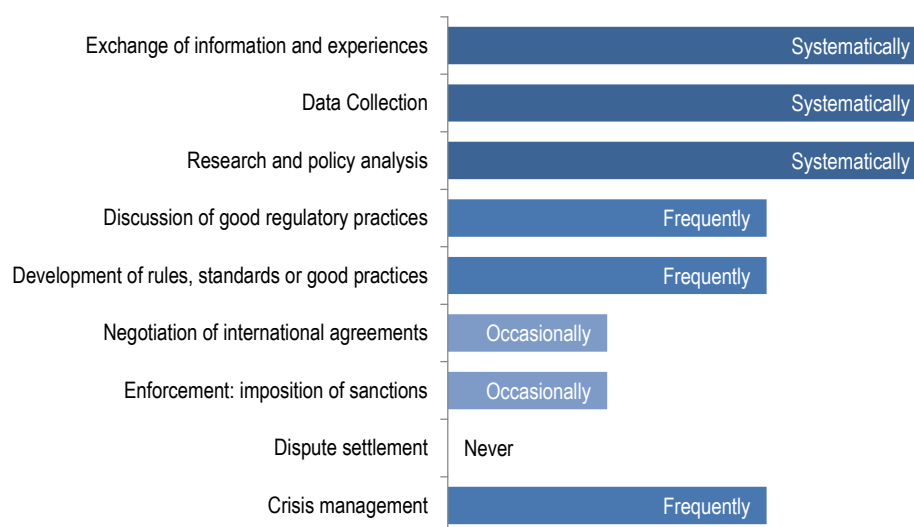 Exchange of information and experiences Systematically
Data Collection Systematically
Research and policy analysis Systematically
Discussion of good regulatory practices Frequently
Development of rules, standards or good practices Frequently
Negotiation of international agreements Occasionally
Enforcement: imposition of sanctions Occasionally
Dispute settlement Never
Crisis management Frequently